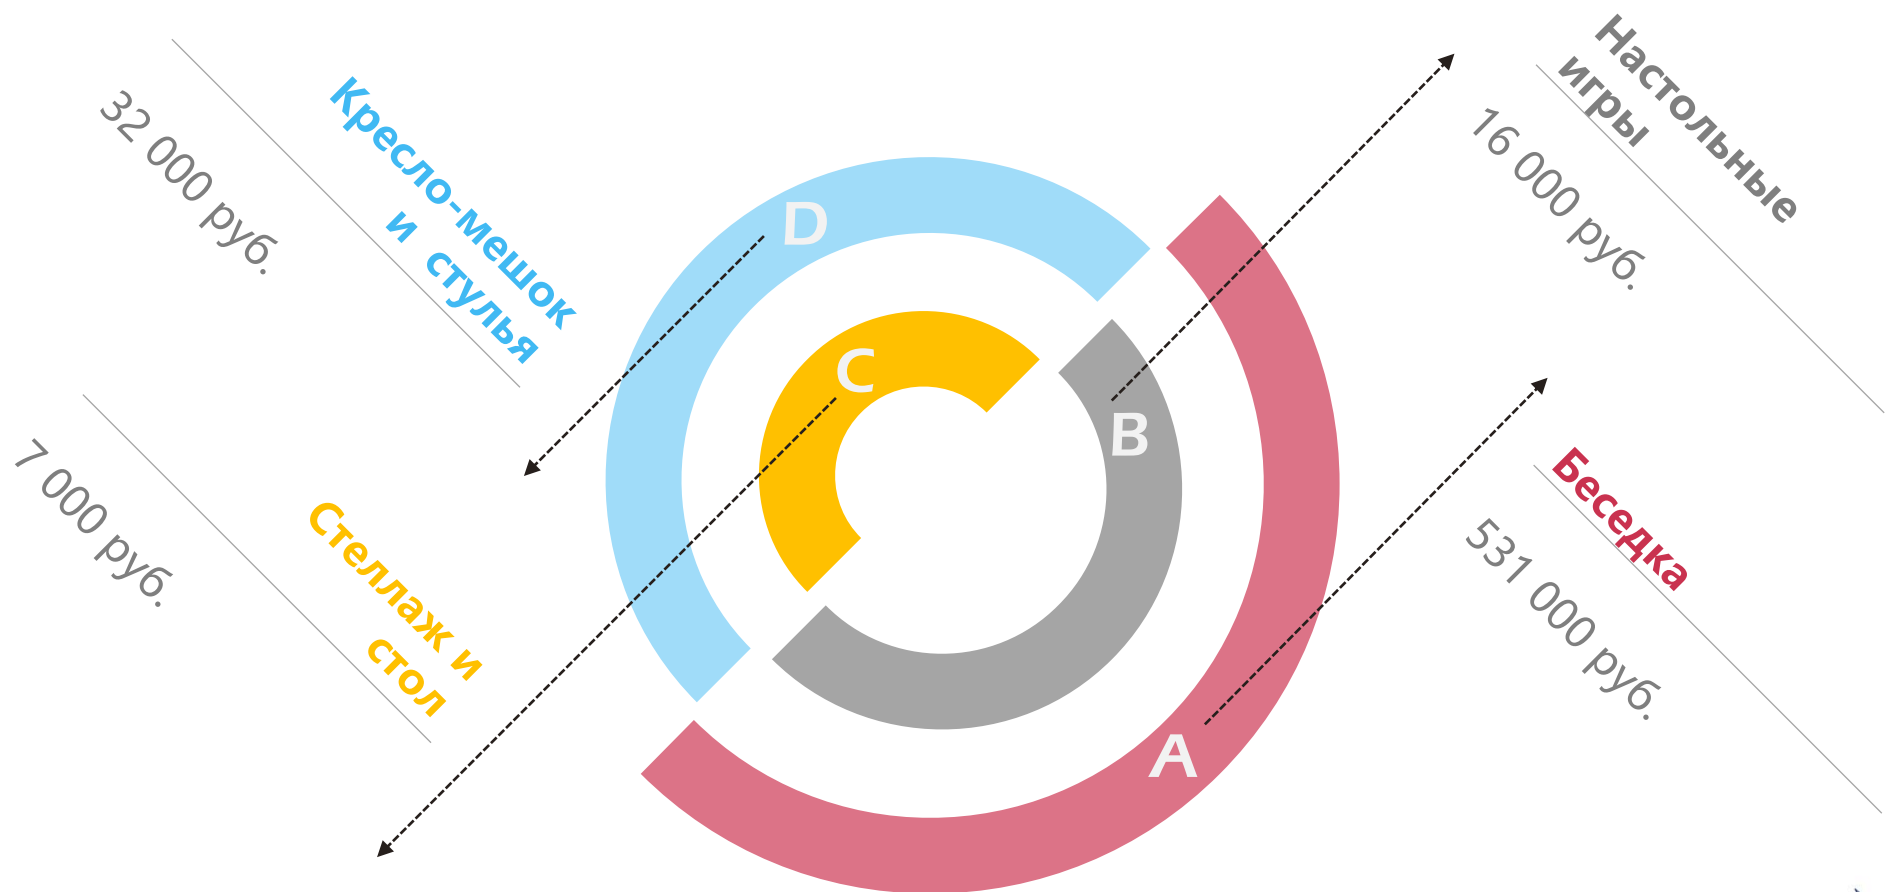 Кресло-мешок
и стулья
32 000 руб.
Стеллаж и
стол
7 000 руб.
D
C
B
A
Настольные
игры
16 000 руб.
Беседка
531 000 руб.